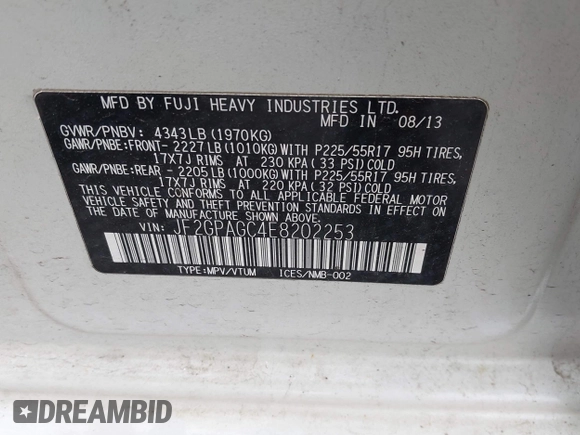 MFD BY FUJI HEAVY INDUSTRIES LTD.
MFD IN 08/13
GVWR/PNBV: 4343LB(1970KG)
GAWR/PNBE:FRONT- 2227LB(1010KG)WITH P225/55R17 95H TIRES,
17X7J RIMS AT 230 KPA(33 PSI)COLD
GAWR/PNBE:REAR - 2205LB(1000KG)WITH P225/55R17 95H TIRES,
17X7J RIMS AT 220 KPA(32 PSI)COLD
THIS VEHICLE CONFORMS TO ALL APPLICABLE FEDERAL MOTOR
VEHICLE SAFETY AND THEFT PREVENTION STANDARDS IN EFFECT
ON THE DATE OF MANUFACTURE SHOWN ABOVE.
VIN: JF2GPAGC4E8202253
TYPE:MPV/VTUM ICES/NMB-002
DREAMBID